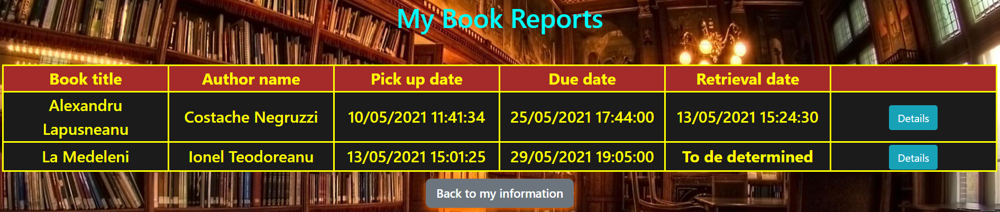 My Book Reports
Book title Author name Pick up date Due date Retrieval date
Alexandru
Lapusneanu
Costache Negruzzi 10/05/2021 11:41:34 25/05/2021 17:44:00 13/05/2021 15:24:30 Details
La Medeleni Ionel Teodoreanu 13/05/2021 15:01:25 29/05/2021 19:05:00 To de determined Details
Back to my information